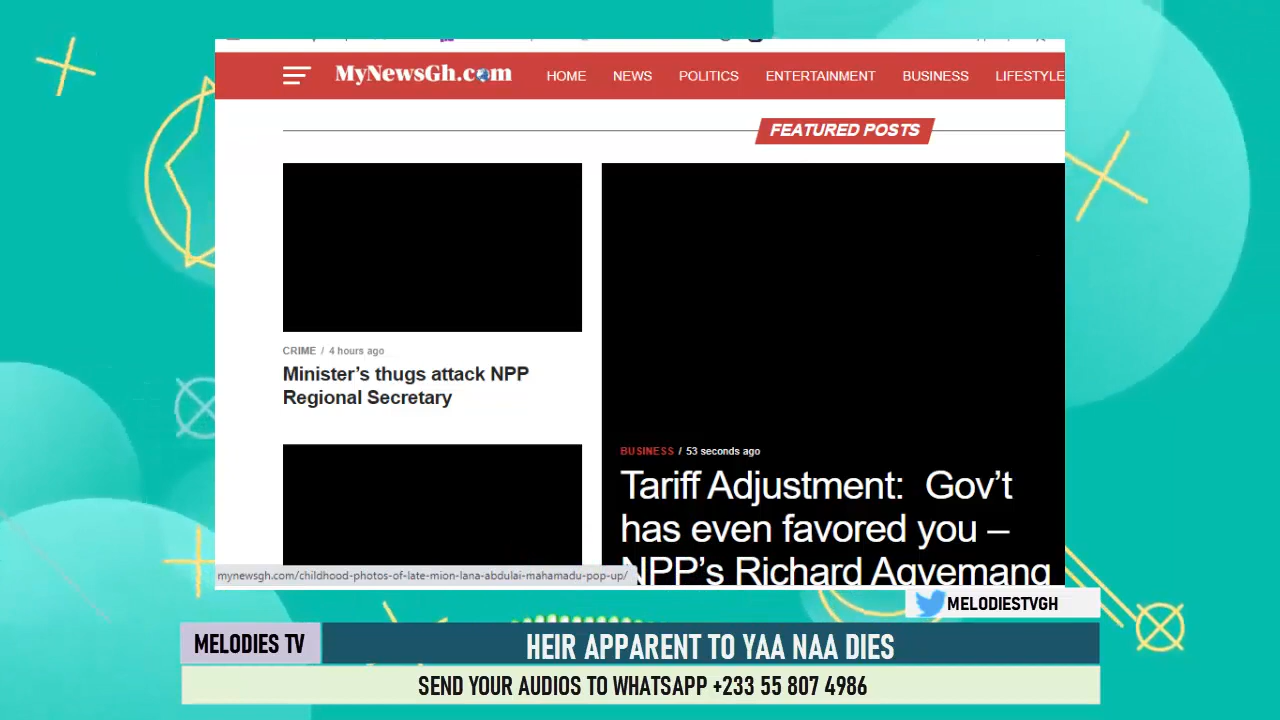 MyNewsGh.com
HOME NEWS POLITICS ENTERTAINMENT BUSINESS LIFESTYLE
FEATURED POSTS
CRIME / 4 hours ago
Minister's thugs attack NPP
Regional Secretary
BUSINESS / 53 seconds ago
Tariff Adjustment: Gov't
has even favored you –
NPP's Richard Agyemang
mynewsgh.com/childhood-photos-of-late-mion-lana-abdulai-mahamadu-pop-up/
MELODIESTVGH
MELODIES TV
HEIR APPARENT TO YAA NAA DIES
SEND YOUR AUDIOS TO WHATSAPP +233 55 807 4986